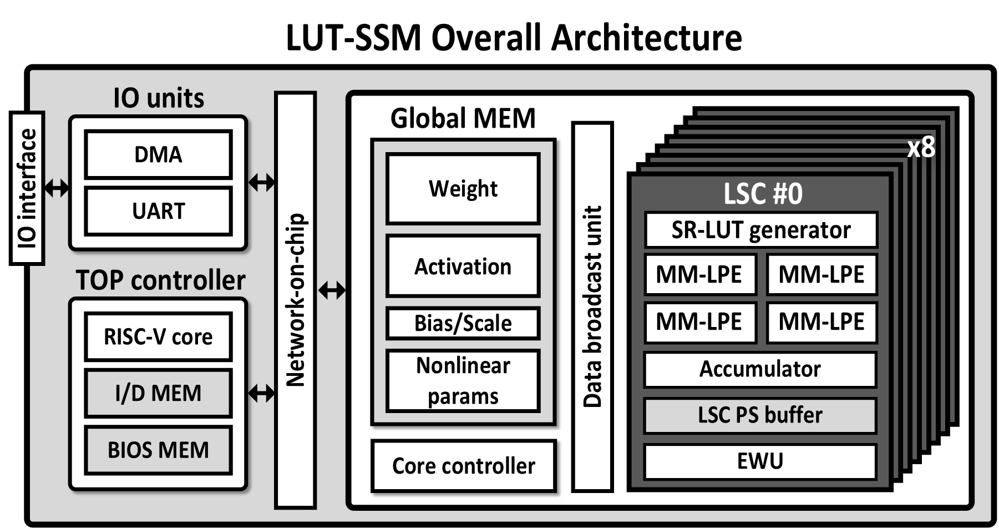 LUT-SSM Overall Architecture
IO interface
IO units
DMA
UART
TOP controller
RISC-V core
I/D MEM
BIOS MEM
Network-on-chip
Global MEM
Weight
Activation
Bias/Scale
Nonlinear
params
Core controller
Data broadcast unit
x8
LSC #0
SR-LUT generator
MM-LPE
MM-LPE
MM-LPE
MM-LPE
Accumulator
LSC PS buffer
EWU